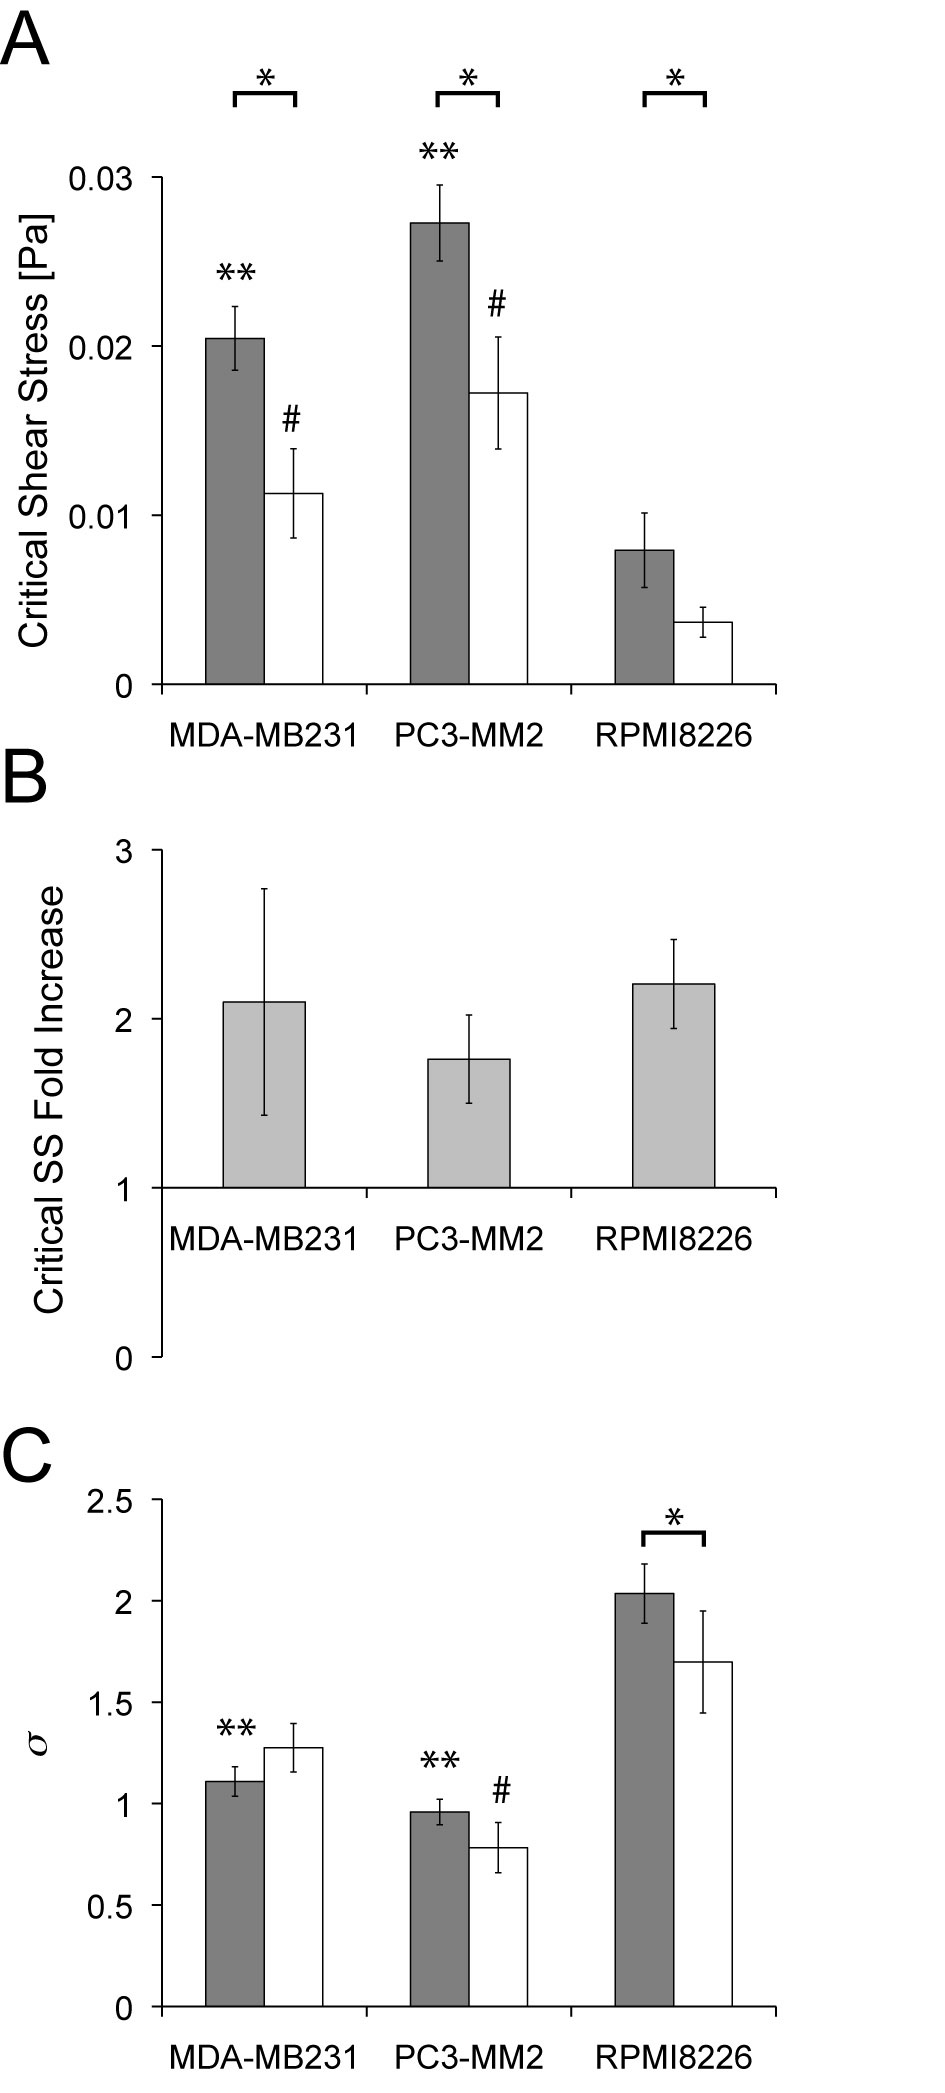 A
* * *
**
**
#
#
Critical Shear Stress [Pa]
0.03
0.02
0.01
0
MDA-MB231 PC3-MM2 RPMI8226
B
Critical SS Fold Increase
3
2
1
MDA-MB231 PC3-MM2 RPMI8226
0
C
σ
2.5
*
2
1.5
**
**
#
1
0.5
0
MDA-MB231 PC3-MM2 RPMI8226